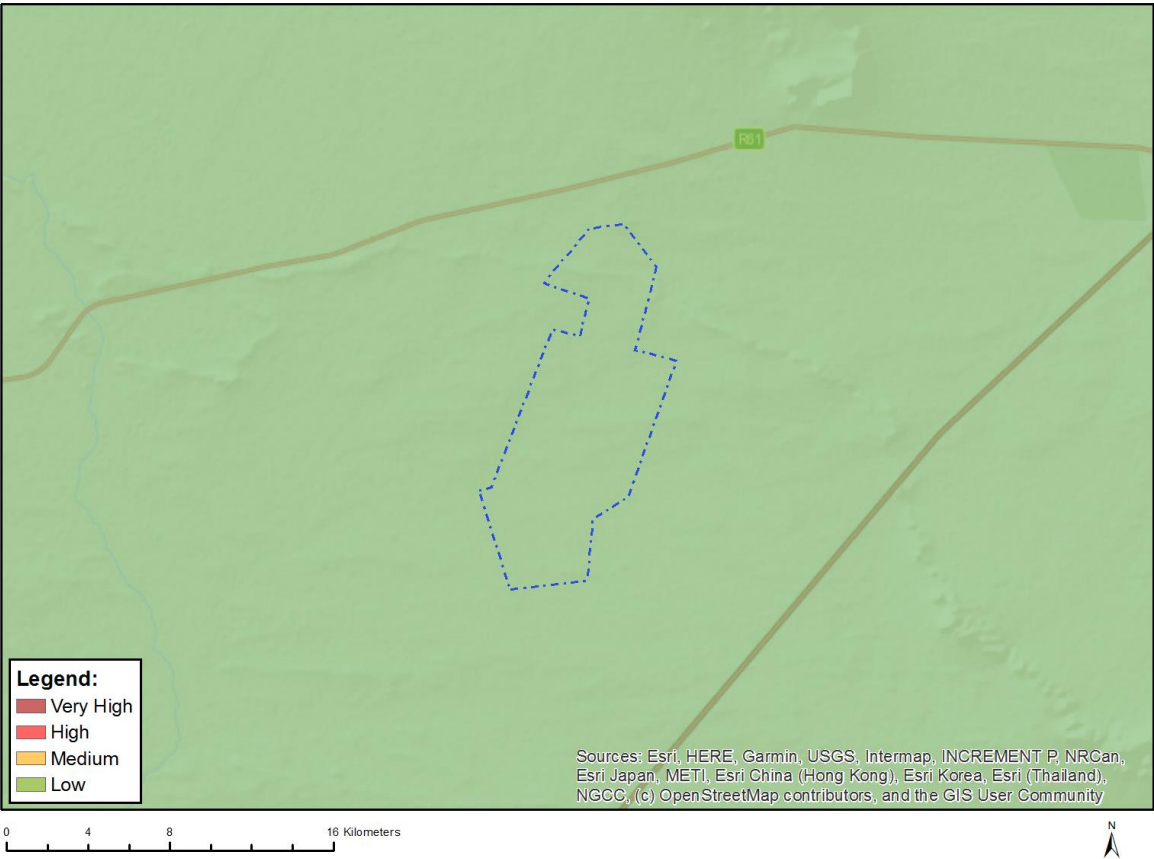 R61
Legend:
Very High
High
Medium
Low
Sources: Esri, HERE, Garmin, USGS, Intermap, INCREMENT P, NRCan,
Esri Japan, METI, Esri China (Hong Kong), Esri Korea, Esri (Thailand),
NGCC, (c) OpenStreetMap contributors, and the GIS User Community
0 4 8 16 Kilometers
N